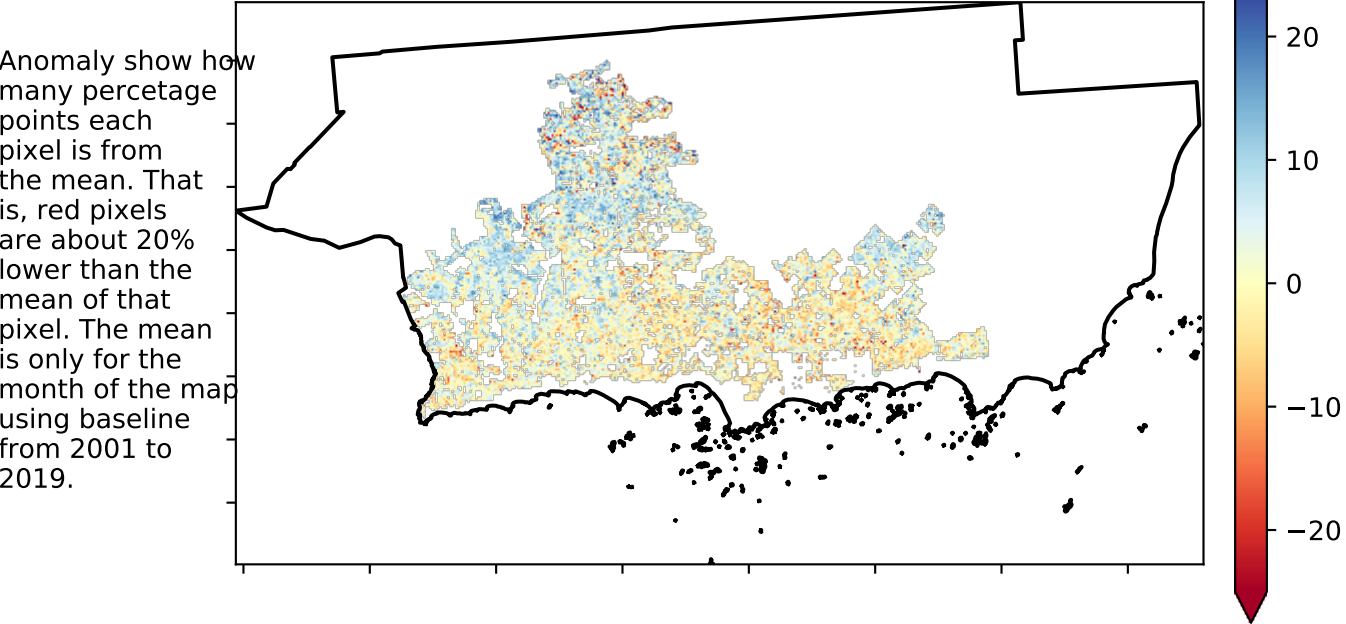 Anomaly show how
many percetage
points each
pixel is from
the mean. That
is, red pixels
are about 20%
lower than the
mean of that
pixel. The mean
is only for the
month of the map
using baseline
from 2001 to
2019.
20
10
0
−10
−20